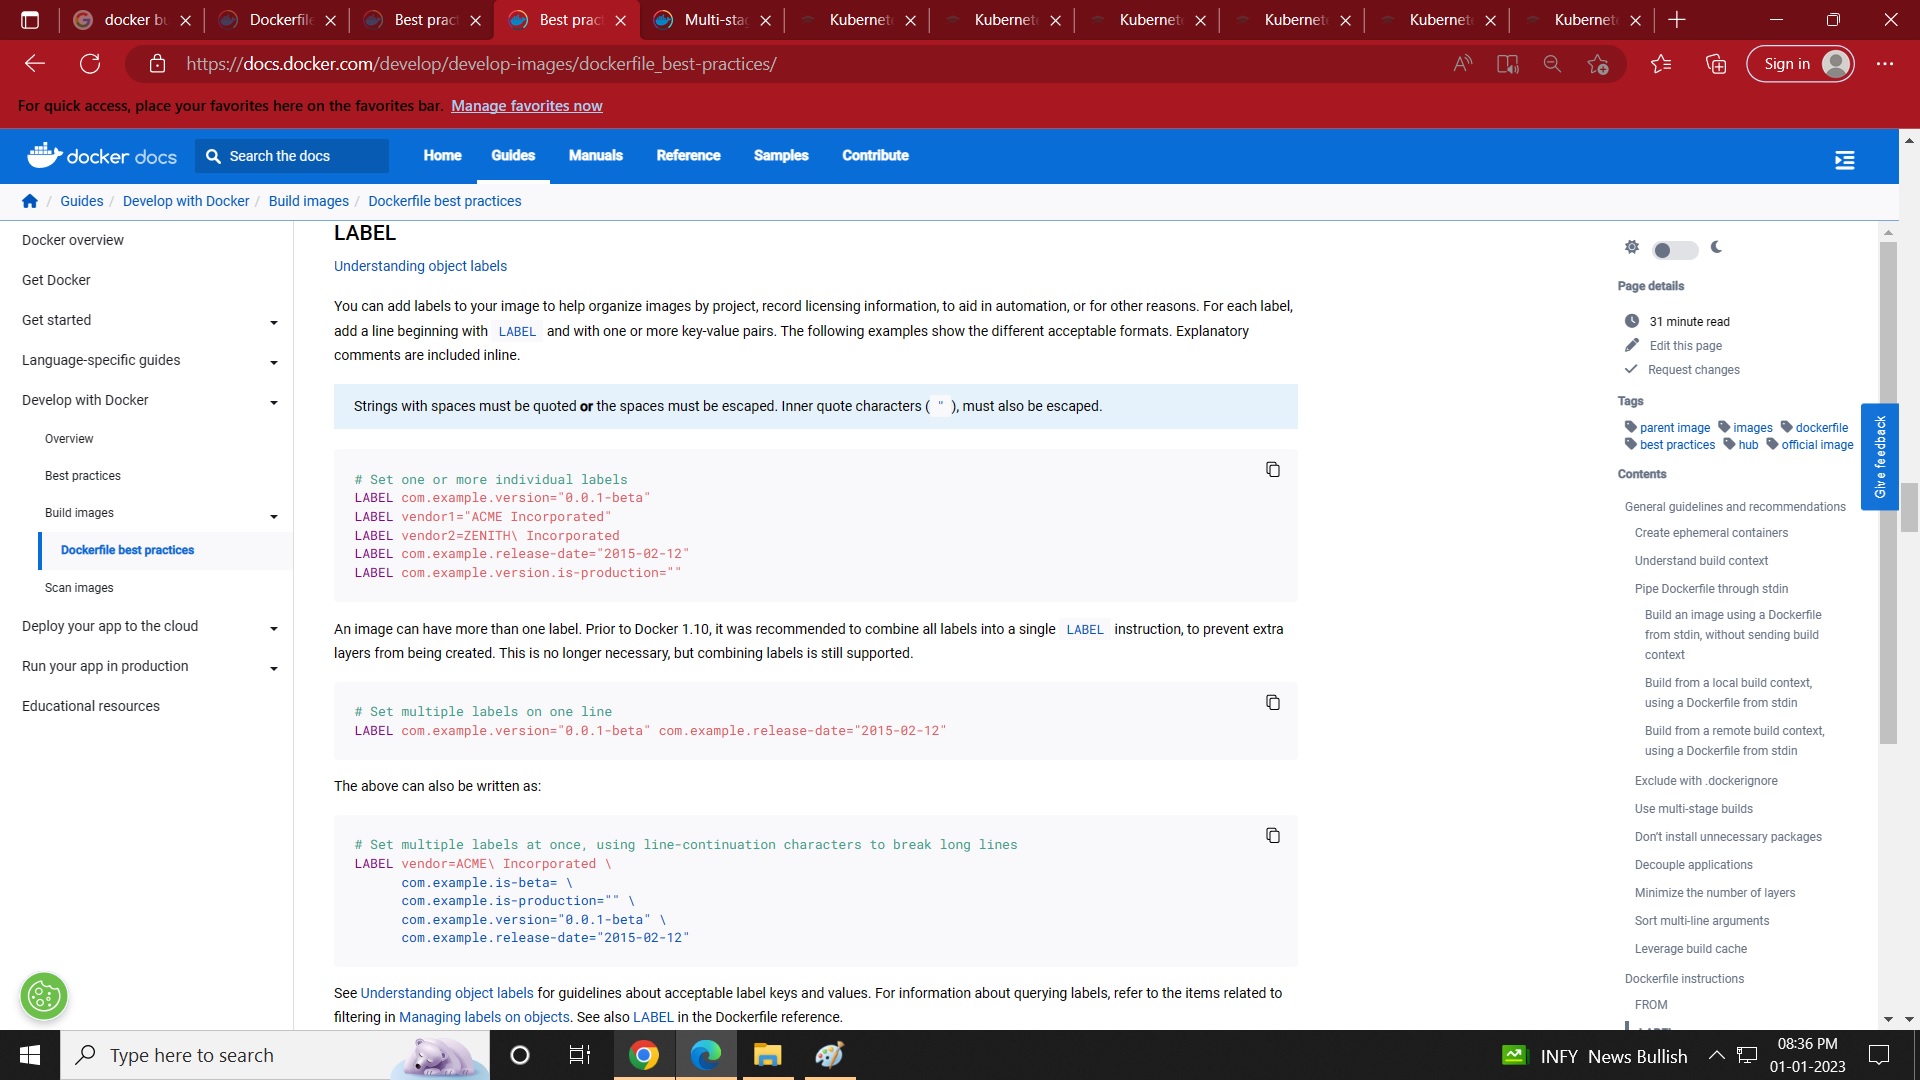 docker bu
Dockerfile
Best pract
Best pract
Multi-stag
Kubernet
Kubernet
Kubernet
Kubernet
Kubernet
Kubernet
https://docs.docker.com/develop/develop-images/dockerfile_best-practices/
Sign in
For quick access, place your favorites here on the favorites bar. Manage favorites now
docker docs
Search the docs
Home Guides Manuals Reference Samples Contribute
/ Guides / Develop with Docker / Build images / Dockerfile best practices
Docker overview
Get Docker
Get started
Language-specific guides
Develop with Docker
Overview
Best practices
Build images
Dockerfile best practices
Scan images
Deploy your app to the cloud
Run your app in production
Educational resources
LABEL
Understanding object labels
You can add labels to your image to help organize images by project, record licensing information, to aid in automation, or for other reasons. For each label,
add a line beginning with LABEL and with one or more key-value pairs. The following examples show the different acceptable formats. Explanatory
comments are included inline.
Strings with spaces must be quoted or the spaces must be escaped. Inner quote characters ( " ), must also be escaped.
# Set one or more individual labels
LABEL com.example.version="0.0.1-beta"
LABEL vendor1="ACME Incorporated"
LABEL vendor2=ZENITH\ Incorporated
LABEL com.example.release-date="2015-02-12"
LABEL com.example.version.is-production=""
An image can have more than one label. Prior to Docker 1.10, it was recommended to combine all labels into a single LABEL instruction, to prevent extra
layers from being created. This is no longer necessary, but combining labels is still supported.
# Set multiple labels on one line
LABEL com.example.version="0.0.1-beta" com.example.release-date="2015-02-12"
The above can also be written as:
# Set multiple labels at once, using line-continuation characters to break long lines
LABEL vendor=ACME\ Incorporated \
com.example.is-beta= \
com.example.is-production="" \
com.example.version="0.0.1-beta" \
com.example.release-date="2015-02-12"
See Understanding object labels for guidelines about acceptable label keys and values. For information about querying labels, refer to the items related to
filtering in Managing labels on objects. See also LABEL in the Dockerfile reference.
Page details
31 minute read
Edit this page
Request changes
Tags
parent image images dockerfile
best practices hub official image
Give feedback
Contents
General guidelines and recommendations
Create ephemeral containers
Understand build context
Pipe Dockerfile through stdin
Build an image using a Dockerfile
from stdin, without sending build
context
Build from a local build context,
using a Dockerfile from stdin
Build from a remote build context,
using a Dockerfile from stdin
Exclude with .dockerignore
Use multi-stage builds
Don't install unnecessary packages
Decouple applications
Minimize the number of layers
Sort multi-line arguments
Leverage build cache
Dockerfile instructions
FROM
LABEL
Type here to search
INFY News Bullish
08:36 PM
01-01-2023